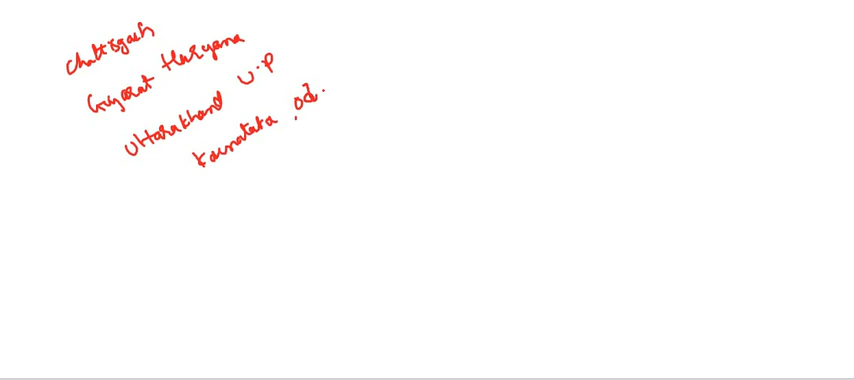 Chattisgarh
Gujarat Haryana
Uttarakhand U.P
Karnataka , Od.